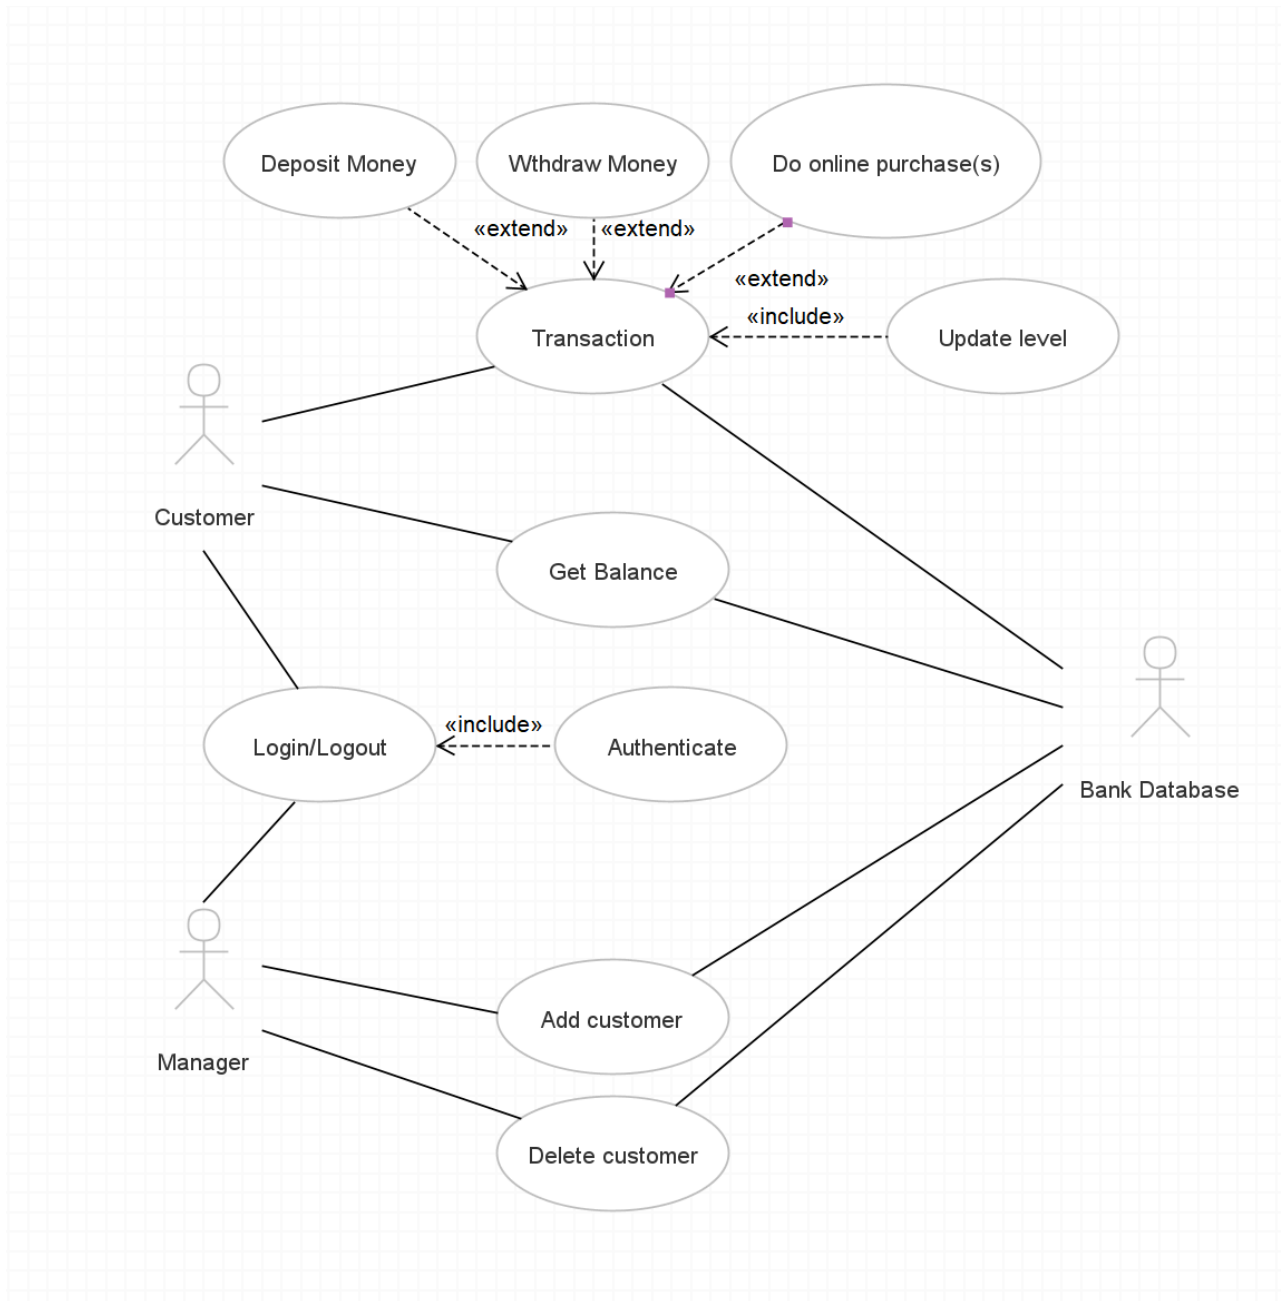 Deposit Money
Wthdraw Money
Do online purchase(s)
«extend»
«extend»
«extend»
«include»
Transaction
Update level
Customer
Get Balance
«include»
Login/Logout
Authenticate
Bank Database
Add customer
Manager
Delete customer